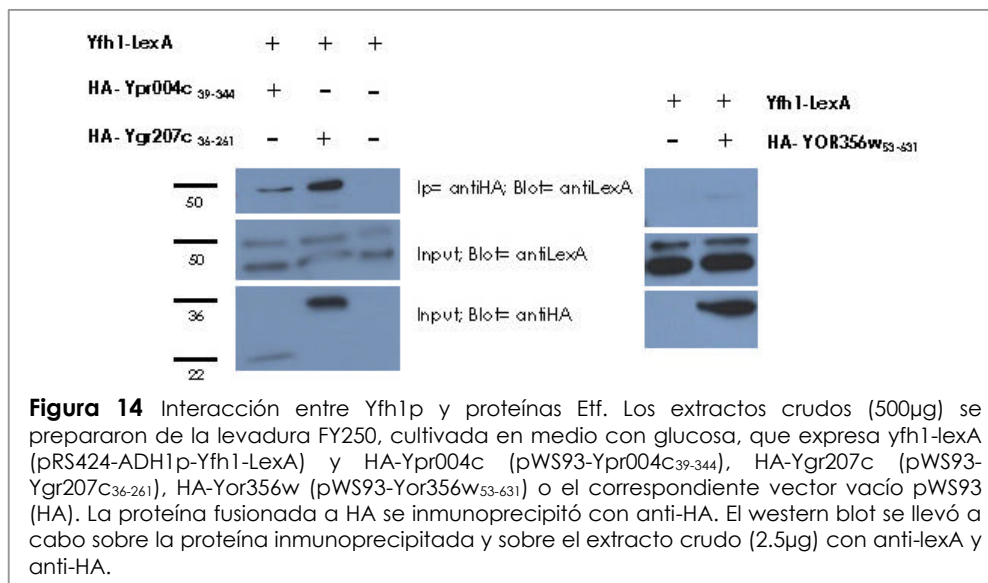 Yfh1-LexA + + +
HA- Ypr004c 39-344 + - -
HA- Ygr207c 36-261 - + -
+ + Yfh1-LexA
- + HA- YOR356w53-631
50 Ip= antiHA; Blot= antiLexA
50 Input; Blot= antiLexA
36 Input; Blot= antiHA
22
Figura 14 Interacción entre Yfh1p y proteínas Etf. Los extractos crudos (500µg) se
prepararon de la levadura FY250, cultivada en medio con glucosa, que expresa yfh1-lexA
(pRS424-ADH1p-Yfh1-LexA) y HA-Ypr004c (pWS93-Ypr004c39-344), HA-Ygr207c (pWS93-
Ygr207c36-261), HA-Yor356w (pWS93-Yor356w53-631) o el correspondiente vector vacío pWS93
(HA). La proteína fusionada a HA se inmunoprecipitó con anti-HA. El western blot se llevó a
cabo sobre la proteína inmunoprecipitada y sobre el extracto crudo (2.5µg) con anti-lexA y
anti-HA.